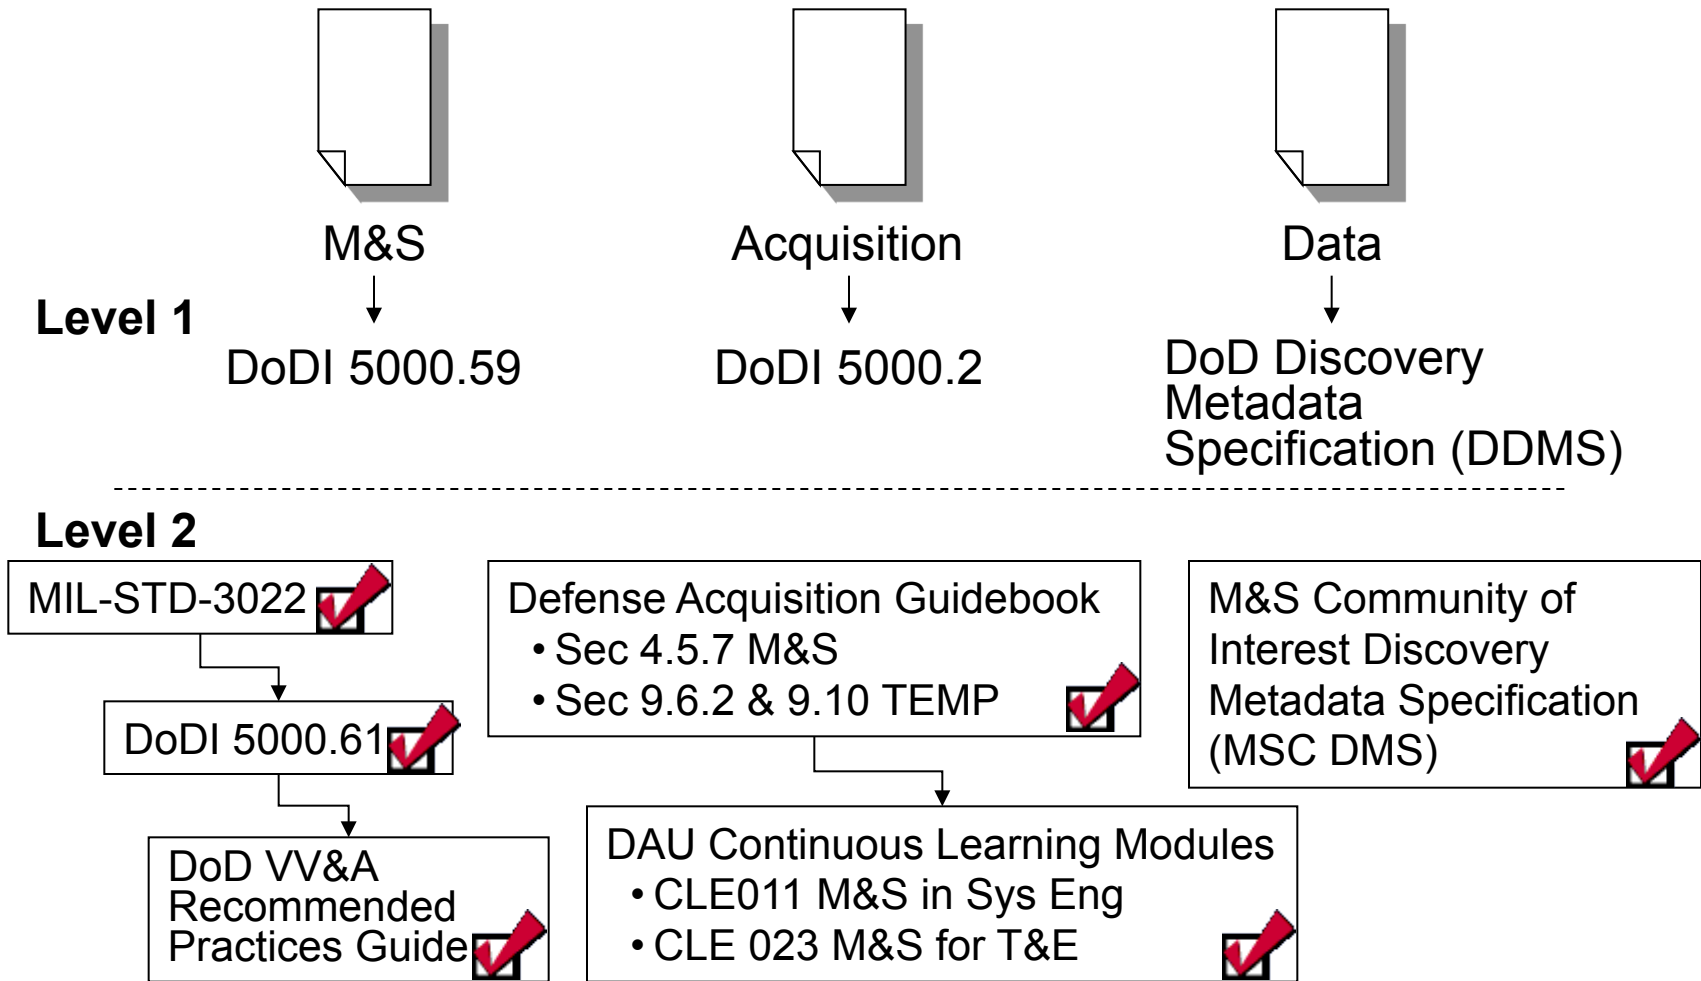 M&S
Acquisition
Data
Level 1
DoDI 5000.59
DoDI 5000.2
DoD Discovery
Metadata
Specification (DDMS)
Level 2
MIL-STD-3022
DoDI 5000.61
DoD VV&A
Recommended
Practices Guide
Defense Acquisition Guidebook
• Sec 4.5.7 M&S
• Sec 9.6.2 & 9.10 TEMP
DAU Continuous Learning Modules
• CLE011 M&S in Sys Eng
• CLE 023 M&S for T&E
M&S Community of
Interest Discovery
Metadata Specification
(MSC DMS)